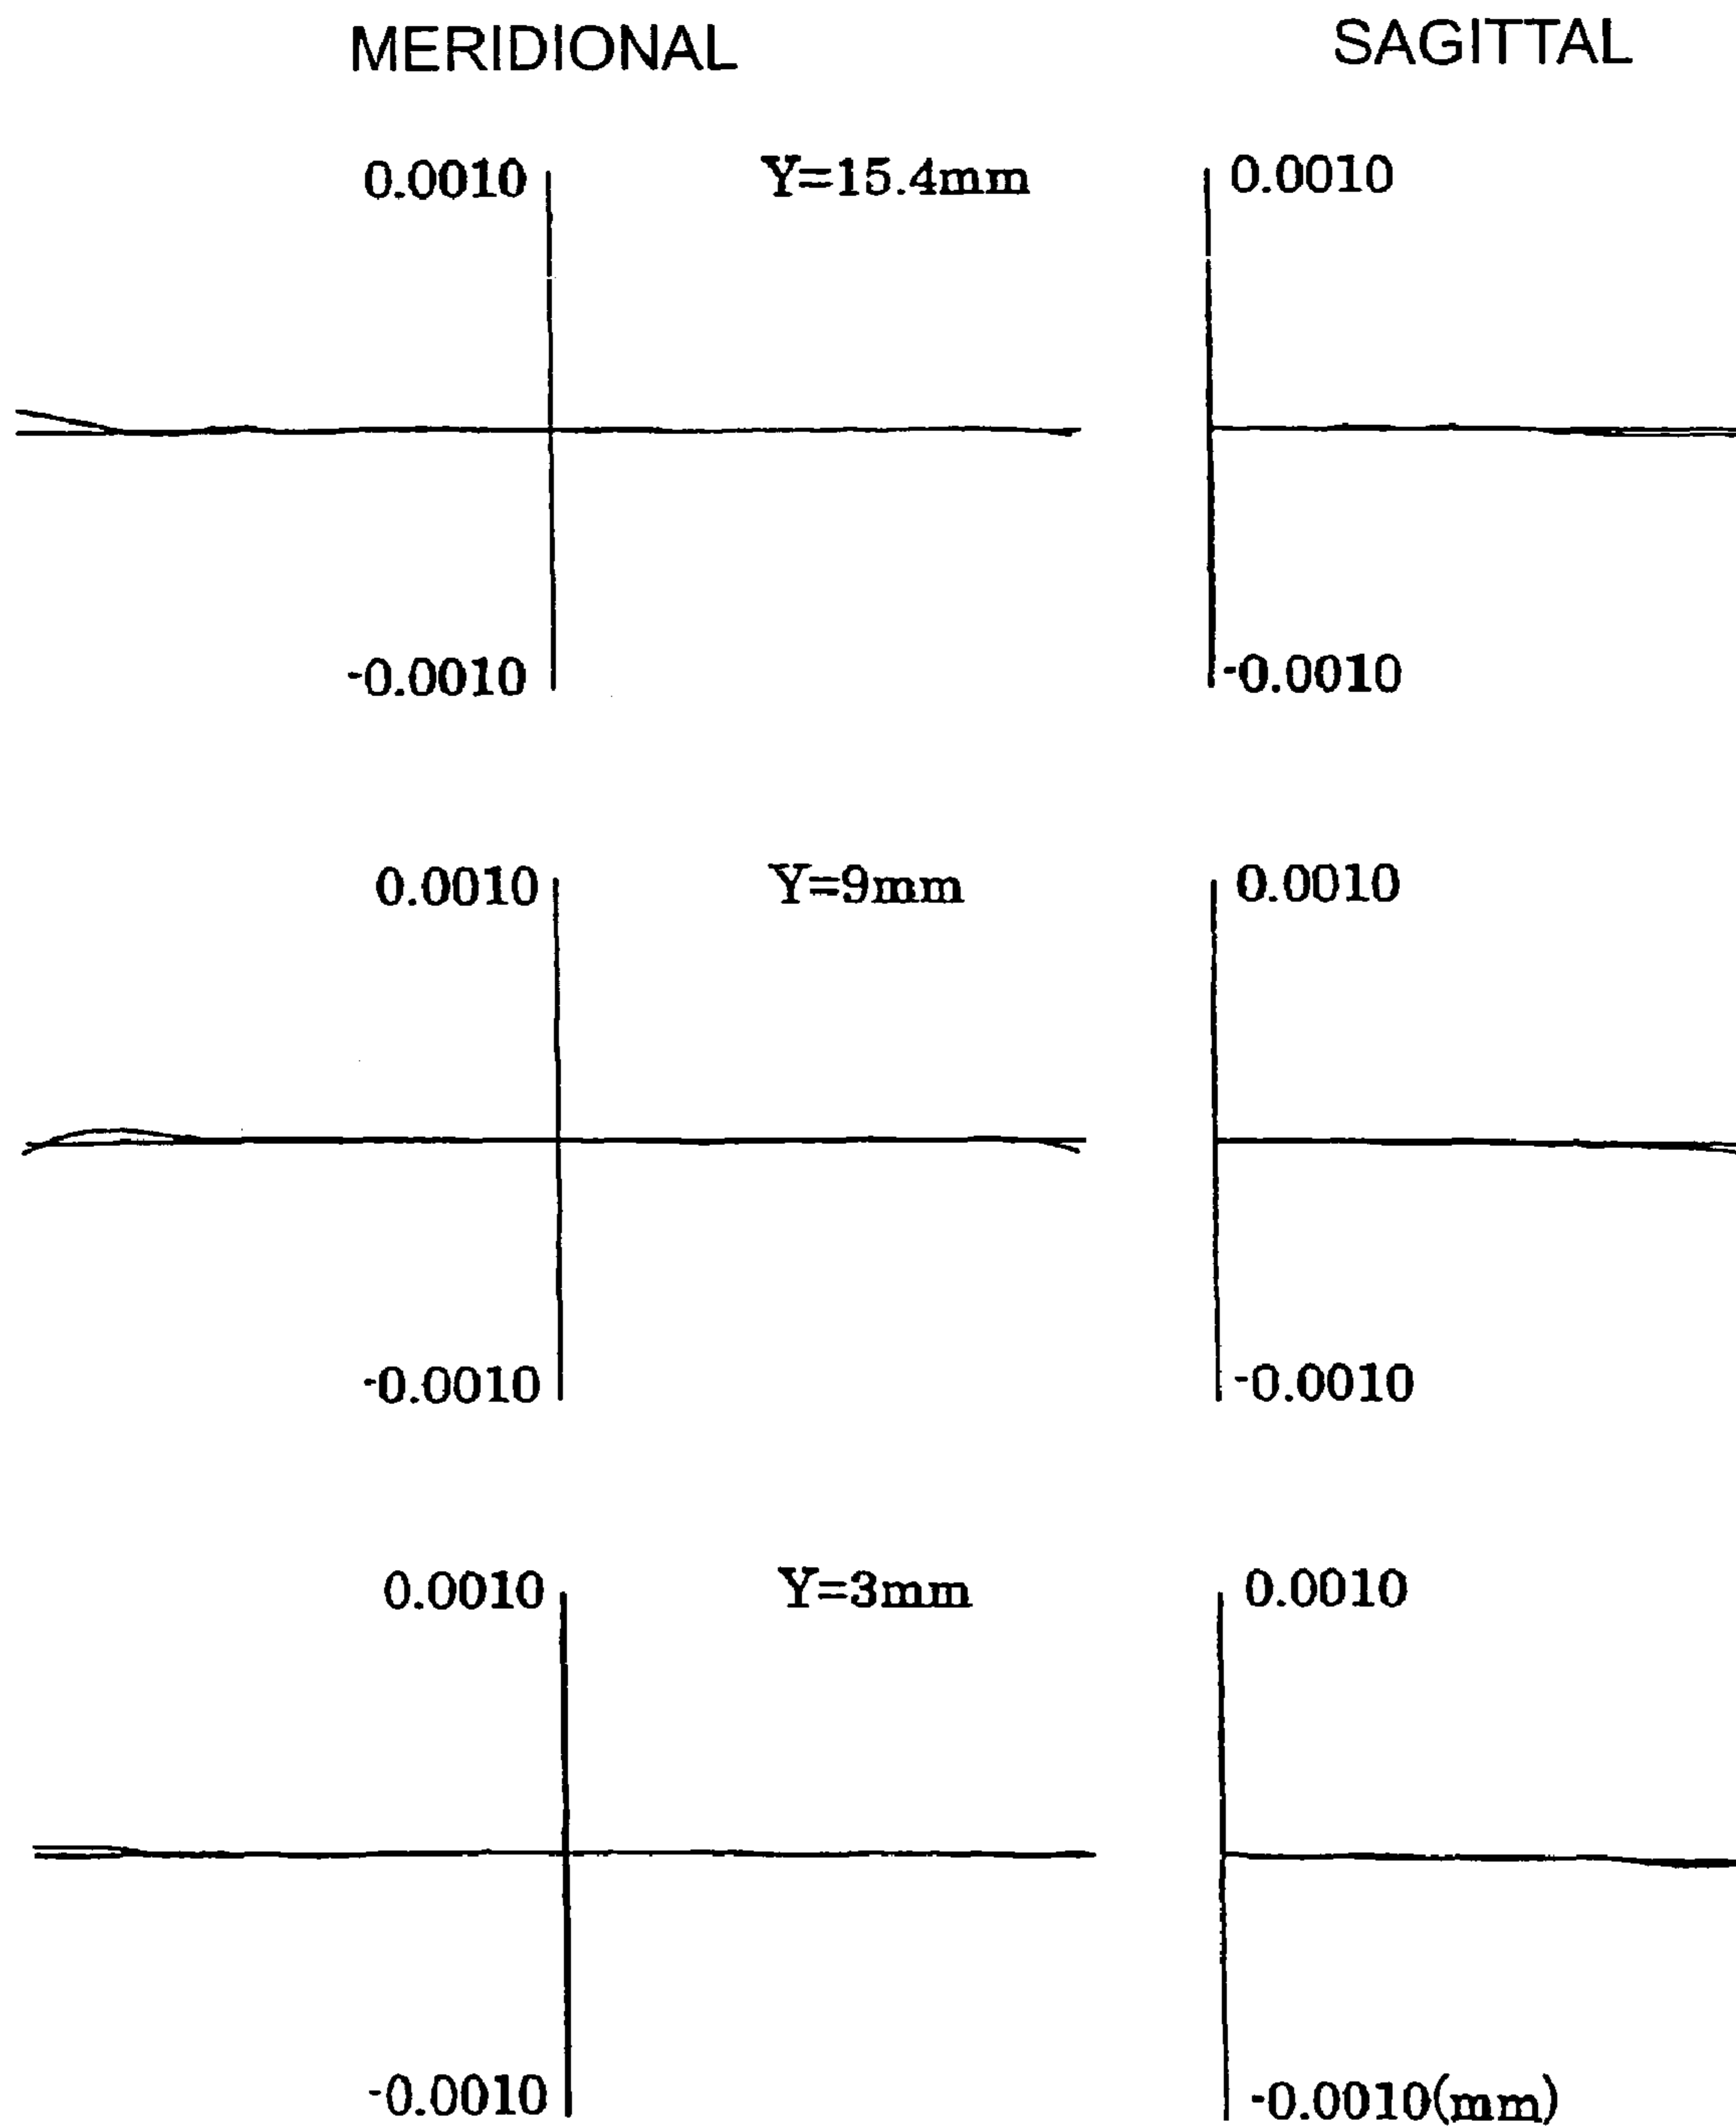 MERIDIONAL SAGITTAL
0.0010 Y=15.4mm 0.0010
-0.0010 -0.0010
0.0010 Y=9mm 0.0010
-0.0010 -0.0010
0.0010 Y=3mm 0.0010
-0.0010 -0.0010(mm)